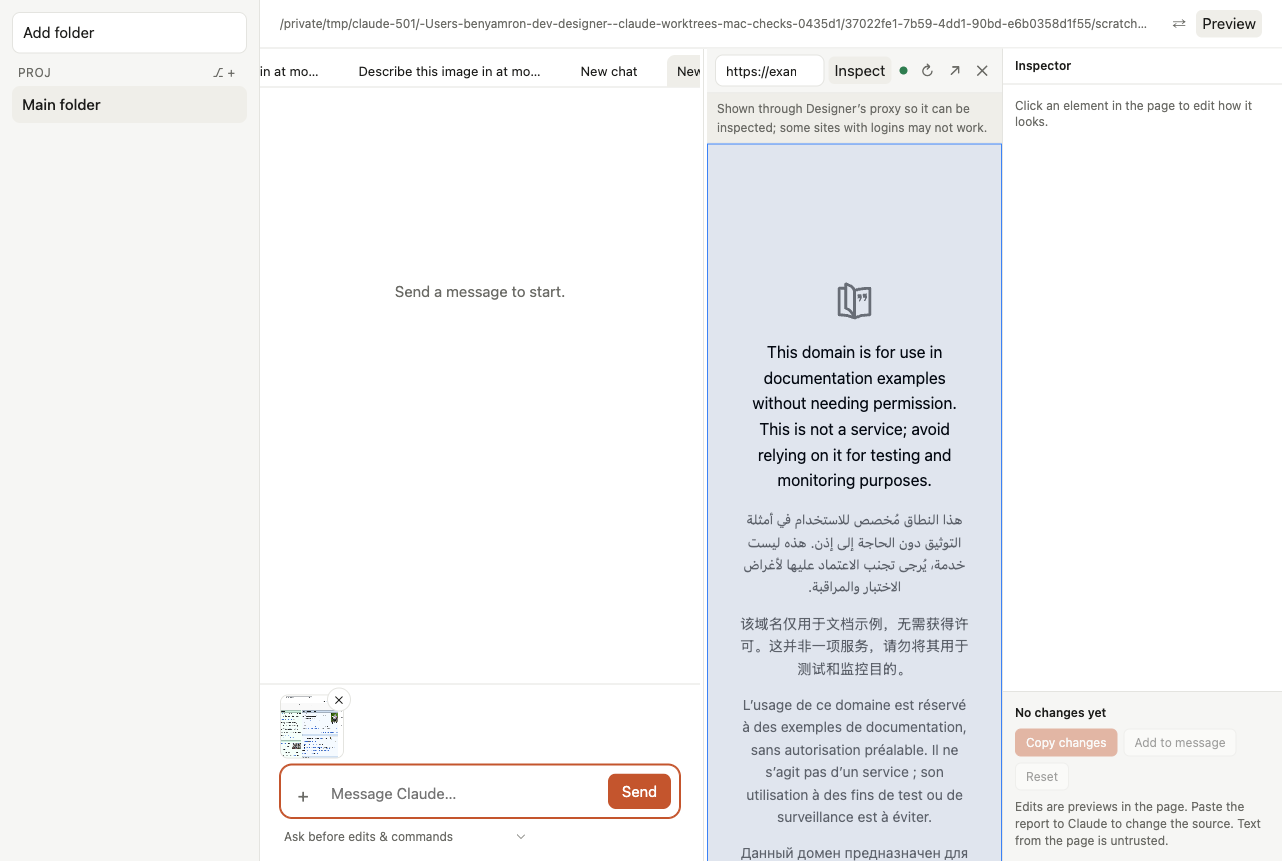 Add folder
PROJ
Main folder
/private/tmp/claude-501/-Users-benyamron-dev-designer--claude-worktrees-mac-checks-0435d1/37022fe1-7b59-4dd1-90bd-e6b0358d1f55/scratch...
Preview
in at mo...
Describe this image in at mo...
New chat
New
Send a message to start.
Message Claude...
Send
Ask before edits & commands
https://exan
Inspect
Shown through Designer's proxy so it can be
inspected; some sites with logins may not work.
This domain is for use in
documentation examples
without needing permission.
This is not a service; avoid
relying on it for testing and
monitoring purposes.
هذا النطاق مُخصص للاستخدام في أمثلة
التوثيق دون الحاجة إلى إذن. هذه ليست
خدمة، يُرجى تجنب الاعتماد عليها لأغراض
الاختبار والمراقبة.
该域名仅用于文档示例，无需获得许
可。这并非一项服务，请勿将其用于
测试和监控目的。
L'usage de ce domaine est réservé
à des exemples de documentation,
sans autorisation préalable. Il ne
s'agit pas d'un service ; son
utilisation à des fins de test ou de
surveillance est à éviter.
Данный домен предназначен для
Inspector
Click an element in the page to edit how it
looks.
No changes yet
Copy changes
Add to message
Reset
Edits are previews in the page. Paste the
report to Claude to change the source. Text
from the page is untrusted.